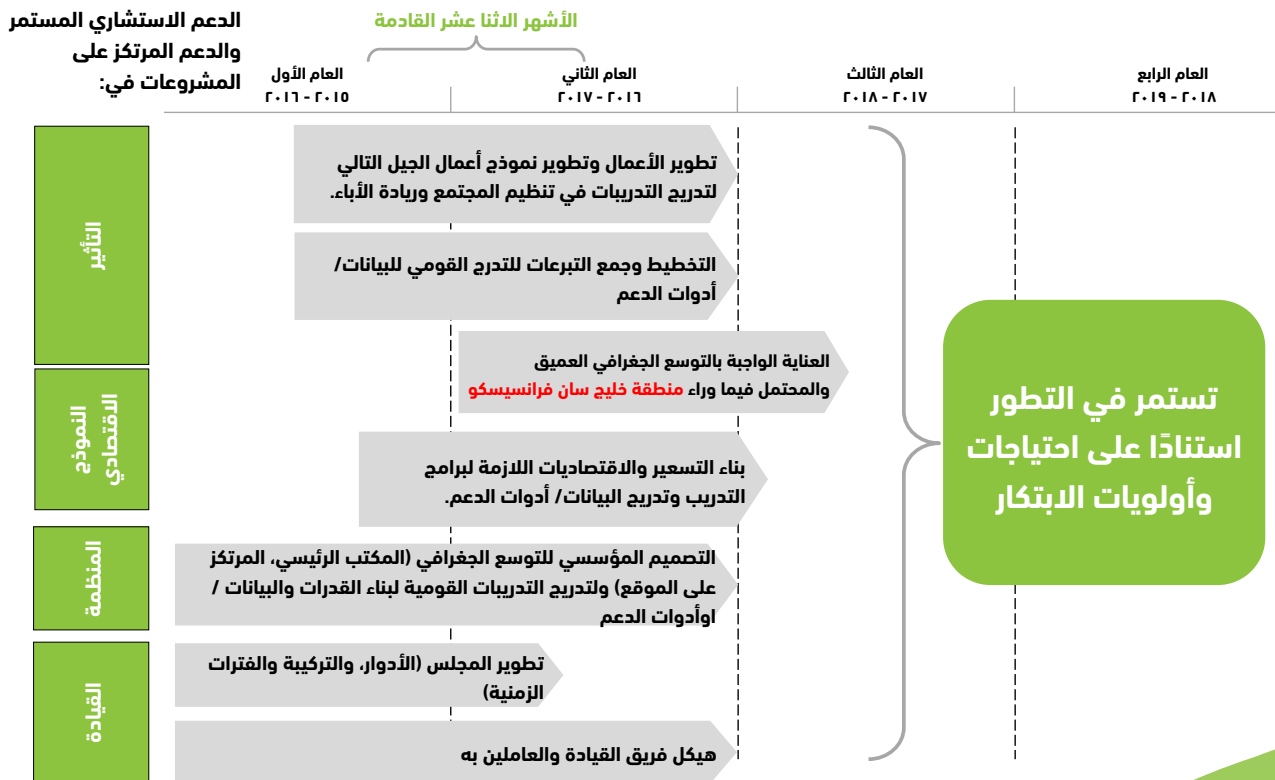 الدعم الاستشاري المستمر
والدعم المرتكز على
المشروعات في:
الأشهر الاثنا عشر القادمة
العام الأول
٢٠١٥ - ٢٠١٦
العام الثاني
٢٠١٦ - ٢٠١٧
العام الثالث
٢٠١٧ - ٢٠١٨
العام الرابع
٢٠١٨ - ٢٠١٩
التأثير
تطوير الأعمال وتطوير نموذج أعمال الجيل التالي
لتدريج التدريبات في تنظيم المجتمع وريادة الأباء.
التخطيط وجمع التبرعات للتدرج القومي للبيانات/
أدوات الدعم
العناية الواجبة بالتوسع الجغرافي العميق
والمحتمل فيما وراء منطقة خليج سان فرانسيسكو
النموذج
الاقتصادي
بناء التسعير والاقتصاديات اللازمة لبرامج
التدريب وتدريج البيانات/ أدوات الدعم.
المنظمة
التصميم المؤسسي للتوسع الجغرافي (المكتب الرئيسي، المرتكز
على الموقع) ولتدريج التدريبات القومية لبناء القدرات والبيانات /
اوأدوات الدعم
القيادة
تطوير المجلس (الأدوار، والتركيبة والفترات
الزمنية)
هيكل فريق القيادة والعاملين به
تستمر في التطور
استنادًا على احتياجات
وأولويات الابتكار